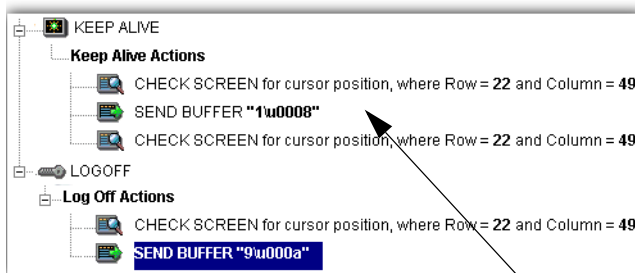 KEEP ALIVE
Keep Alive Actions
CHECK SCREEN for cursor position, where Row = 22 and Column = 49
SEND BUFFER "1\u0008"
CHECK SCREEN for cursor position, where Row = 22 and Column = 49
LOGOFF
Log Off Actions
CHECK SCREEN for cursor position, where Row = 22 and Column = 49
SEND BUFFER "9\u000a"